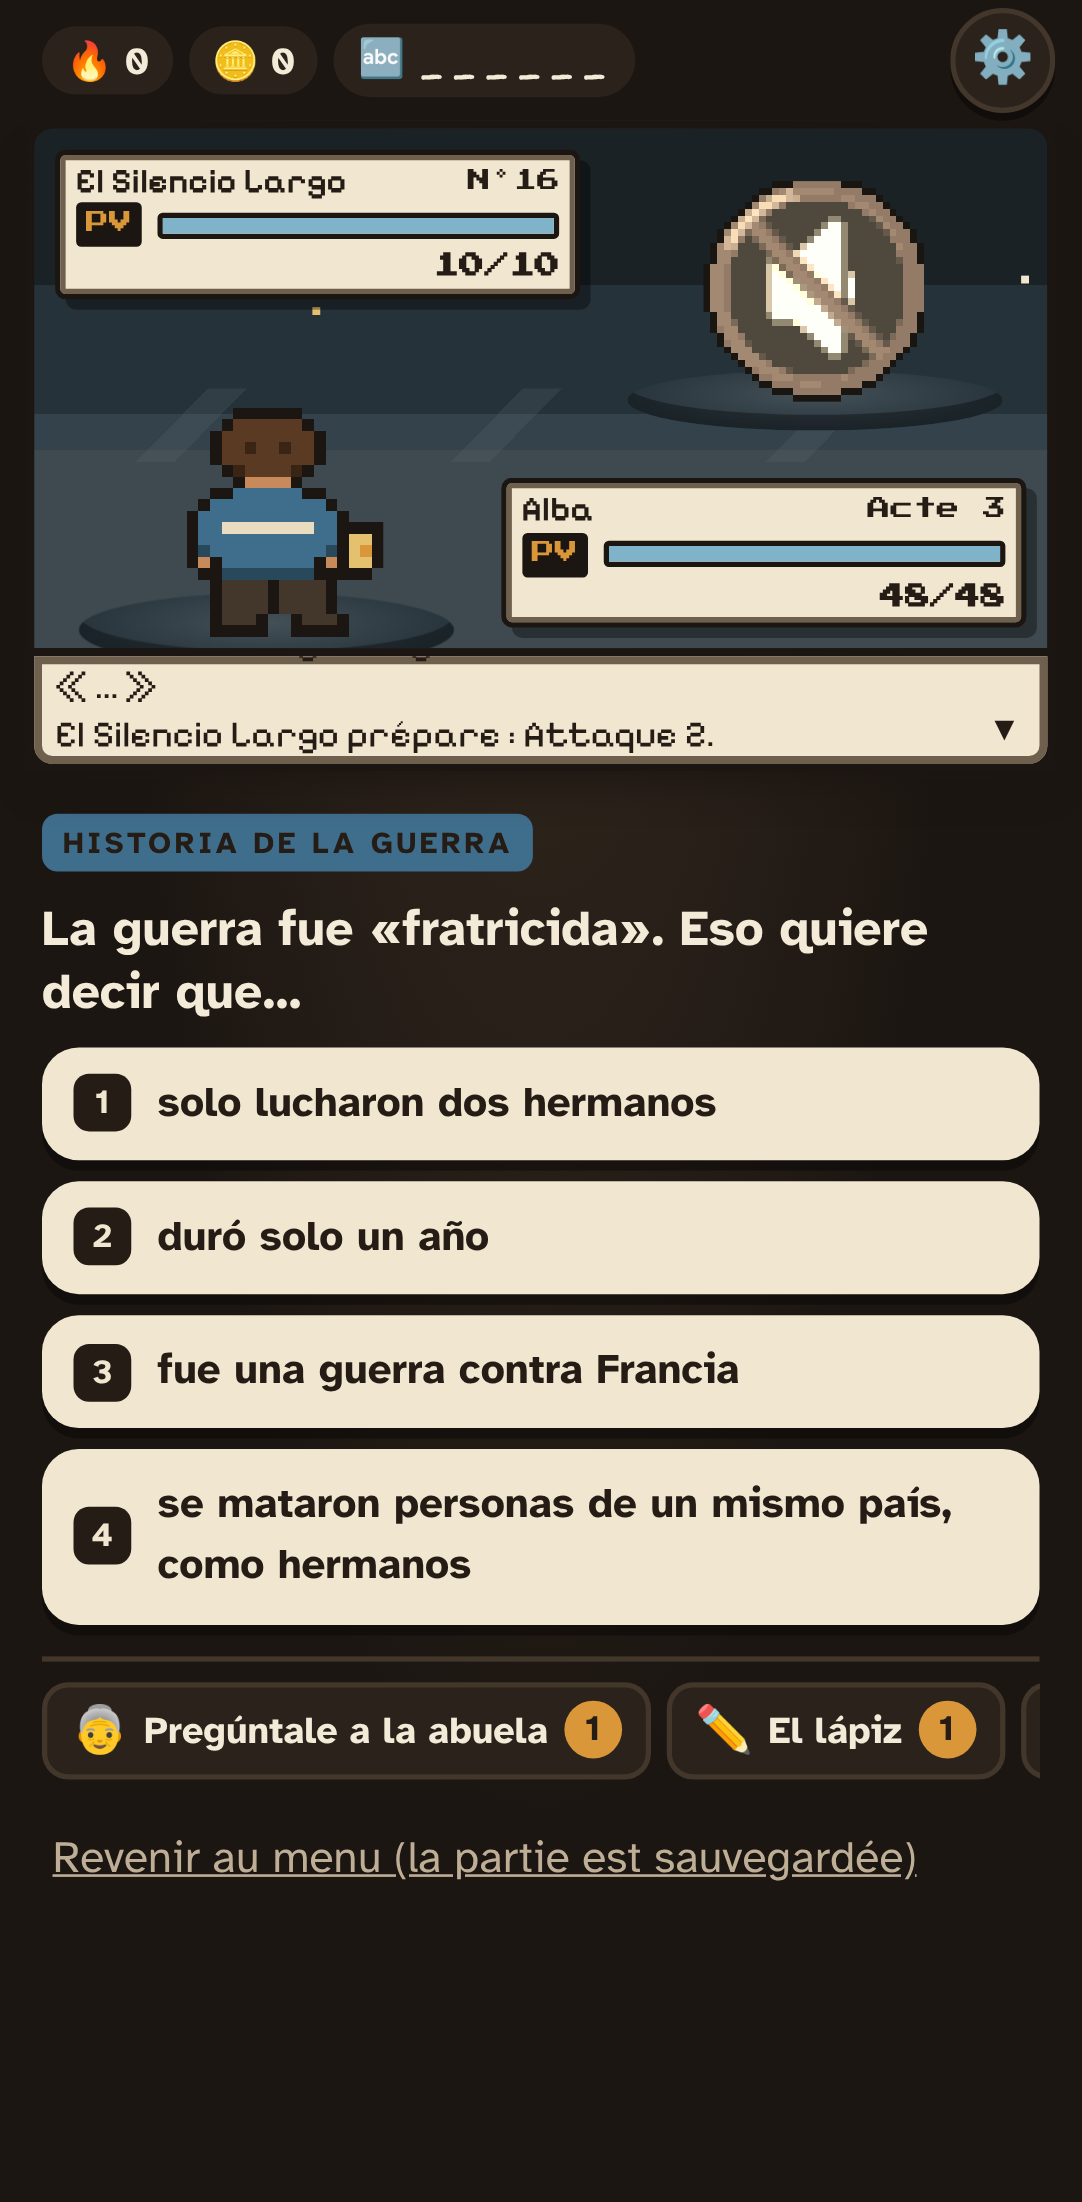 0 0 abc _ _ _ _ _ _
El Silencio Largo N°16
PV
10/10
Alba Acte 3
PV
48/48
« ... »
El Silencio Largo prépare : Attaque 2. ▼
HISTORIA DE LA GUERRA
La guerra fue «fratricida». Eso quiere
decir que...
1 solo lucharon dos hermanos
2 duró solo un año
3 fue una guerra contra Francia
4 se mataron personas de un mismo país,
como hermanos
Pregúntale a la abuela 1 El lápiz 1
Revenir au menu (la partie est sauvegardée)